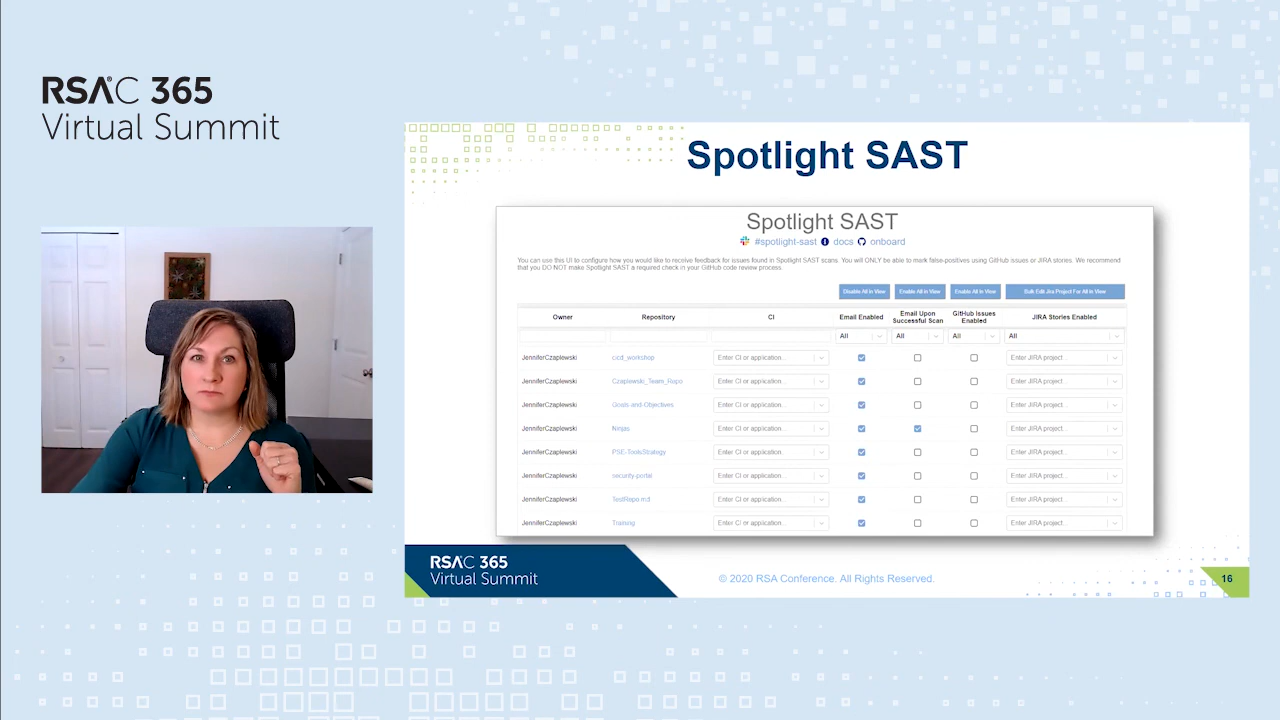 RSAC 365
Virtual Summit
Spotlight SAST
Spotlight SAST
#spotlight-sast docs onboard
You can use this UI to configure how you would like to receive feedback for issues found in Spotlight SAST scans. You will ONLY be able to mark false-positives using GitHub issues or JIRA stories. We recommend
that you DO NOT make Spotlight SAST a required check in your GitHub code review process.
Disable All in View Enable All in View Enable All in View Bulk Edit Jira Project For All in View
Owner Repository CI Email Enabled Email Upon Successful Scan GitHub Issues Enabled JIRA Stories Enabled
All All All All
JenniferCzaplewski cicd_workshop Enter CI or application... Enter JIRA project...
JenniferCzaplewski Czaplewski_Team_Repo Enter CI or application... Enter JIRA project...
JenniferCzaplewski Goals-and-Objectives Enter CI or application... Enter JIRA project...
JenniferCzaplewski Ninjas Enter CI or application... Enter JIRA project...
JenniferCzaplewski PSE-ToolsStrategy Enter CI or application... Enter JIRA project...
JenniferCzaplewski security-portal Enter CI or application... Enter JIRA project...
JenniferCzaplewski Enter CI or application... Enter JIRA project...
JenniferCzaplewski Training Enter CI or application... Enter JIRA project...
RSAC 365
Virtual Summit
© 2020 RSA Conference. All Rights Reserved.
16